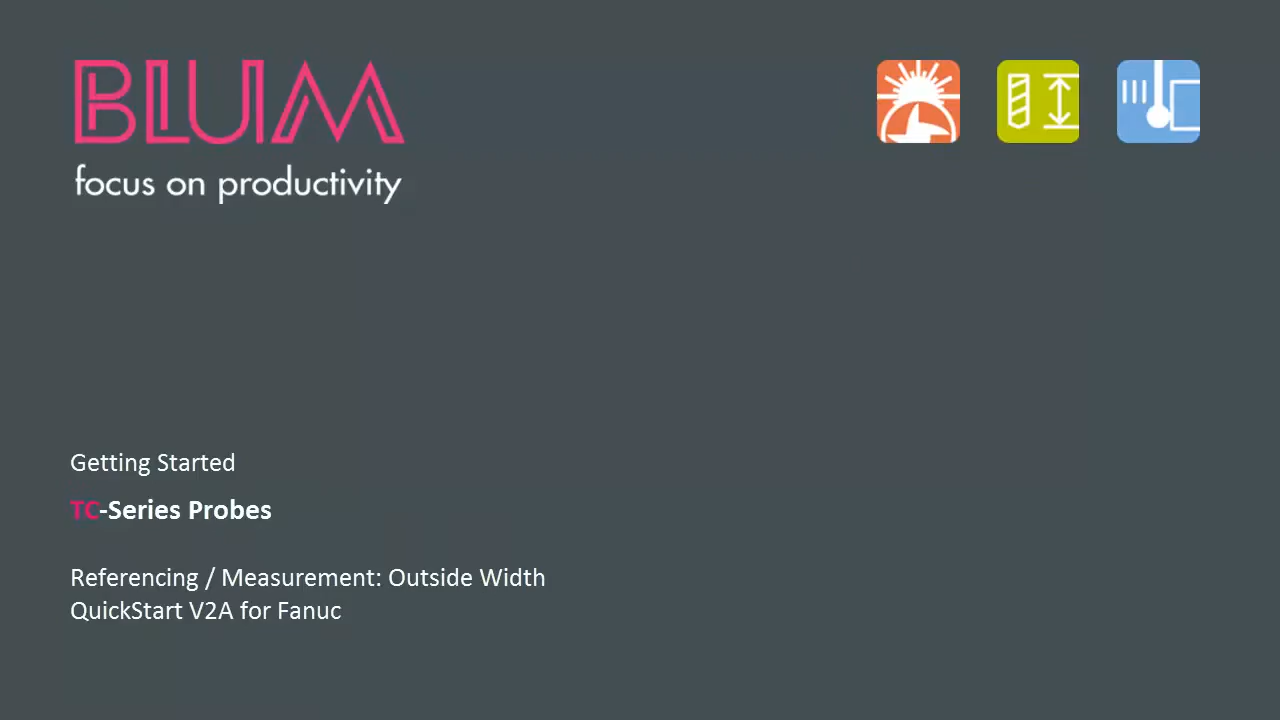 BLUM
focus on productivity
Getting Started
TC-Series Probes
Referencing / Measurement: Outside Width
QuickStart V2A for Fanuc